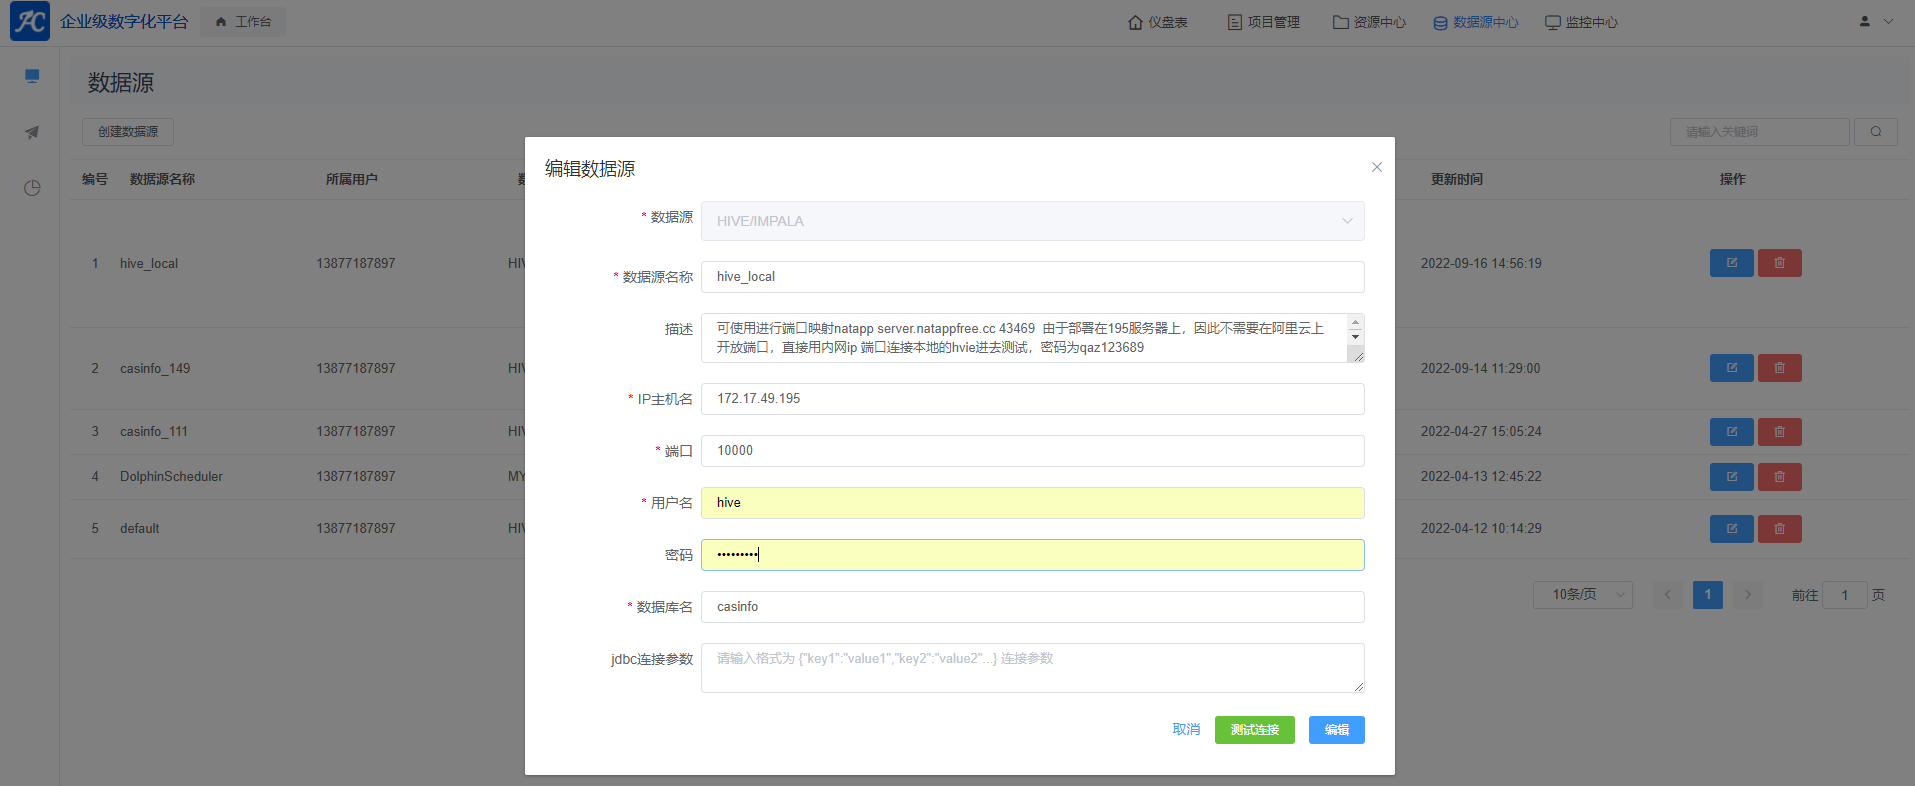 企业级数字化平台
工作台
仪盘表
项目管理
资源中心
数据源中心
监控中心
数据源
创建数据源
请输入关键词
编号 数据源名称 所属用户 更新时间 操作
1 hive_local 13877187897 HI 2022-09-16 14:56:19
2 casinfo_149 13877187897 HI 2022-09-14 11:29:00
3 casinfo_111 13877187897 HI 2022-04-27 15:05:24
4 DolphinScheduler 13877187897 MY 2022-04-13 12:45:22
5 default 13877187897 HI 2022-04-12 10:14:29
10条/页
1
前往 1 页
编辑数据源
* 数据源 HIVE/IMPALA
* 数据源名称 hive_local
描述 可使用进行端口映射natapp server.natappfree.cc 43469 由于部署在195服务器上，因此不需要在阿里云上
开放端口，直接用内网ip 端口连接本地的hvie进去测试，密码为qaz123689
* IP主机名 172.17.49.195
* 端口 10000
* 用户名 hive
密码 •••••••••
* 数据库名 casinfo
jdbc连接参数 请输入格式为 {"key1":"value1","key2":"value2"...} 连接参数
取消 测试连接 编辑